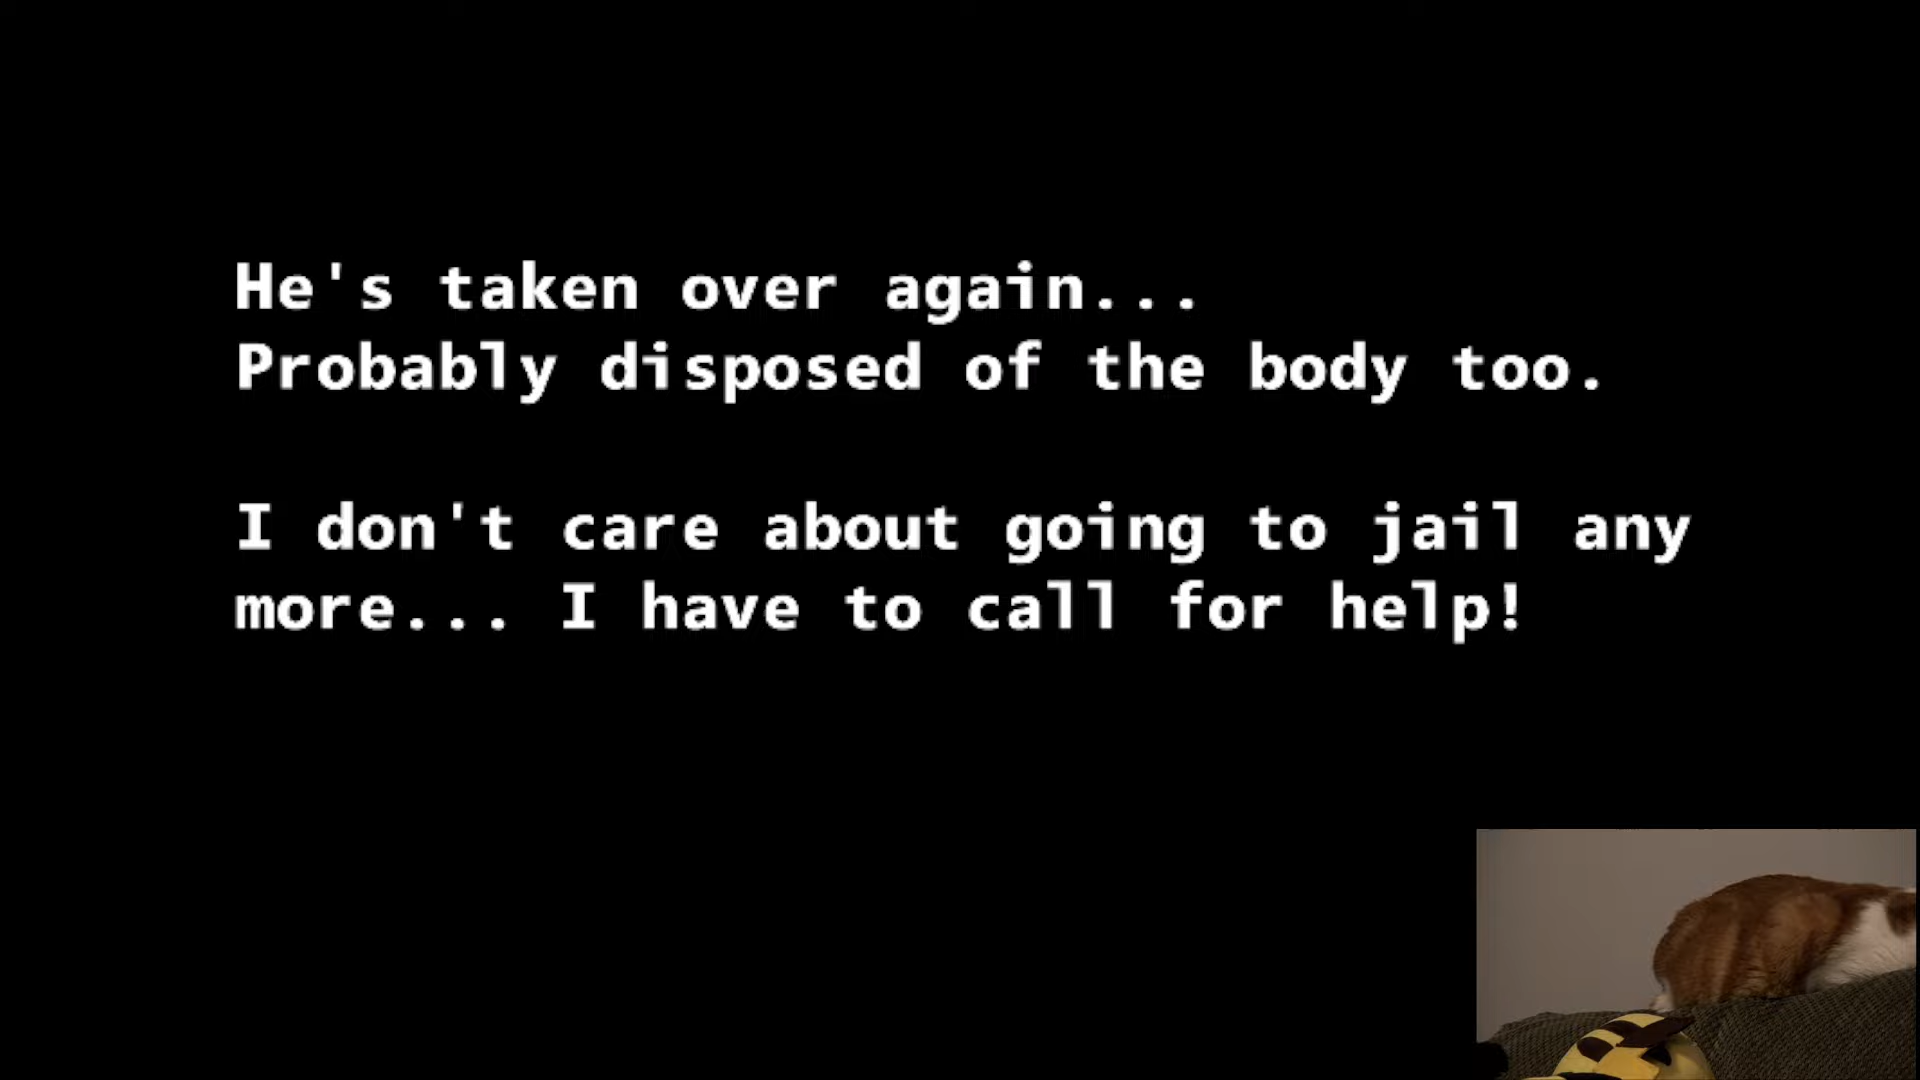 He's taken over again...
Probably disposed of the body too.
I don't care about going to jail any
more... I have to call for help!